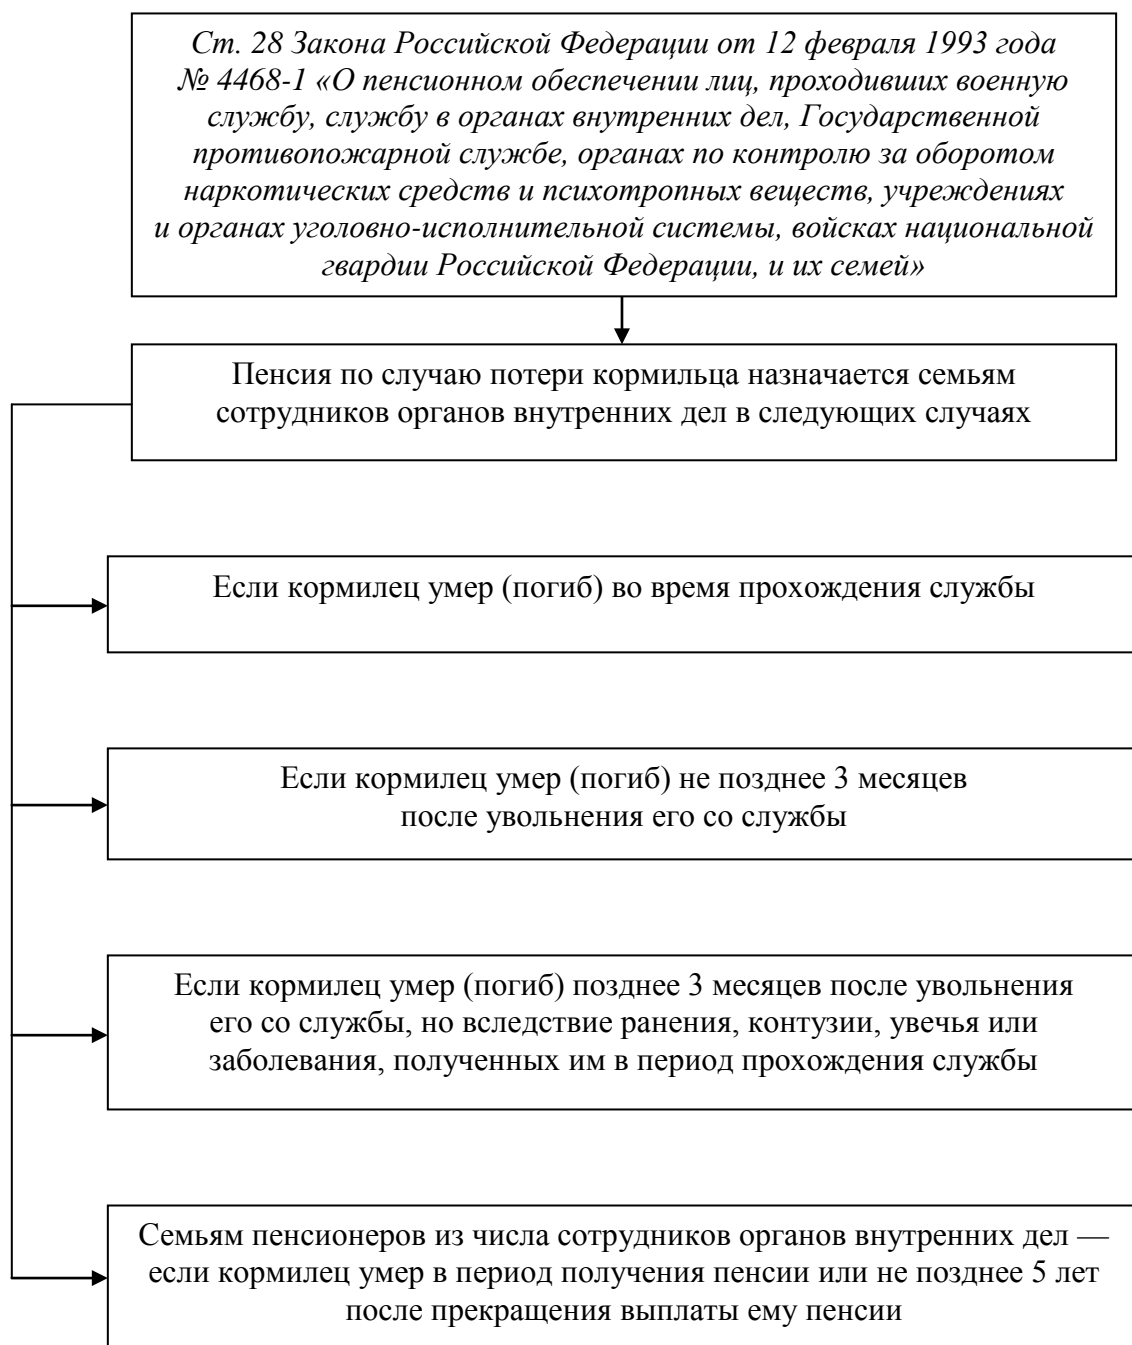 Ст. 28 Закона Российской Федерации от 12 февраля 1993 года
№ 4468-1 «О пенсионном обеспечении лиц, проходивших военную
службу, службу в органах внутренних дел, Государственной
противопожарной службе, органах по контролю за оборотом
наркотических средств и психотропных веществ, учреждениях
и органах уголовно-исполнительной системы, войсках национальной
гвардии Российской Федерации, и их семей»
Пенсия по случаю потери кормильца назначается семьям
сотрудников органов внутренних дел в следующих случаях
Если кормилец умер (погиб) во время прохождения службы
Если кормилец умер (погиб) не позднее 3 месяцев
после увольнения его со службы
Если кормилец умер (погиб) позднее 3 месяцев после увольнения
его со службы, но вследствие ранения, контузии, увечья или
заболевания, полученных им в период прохождения службы
Семьям пенсионеров из числа сотрудников органов внутренних дел —
если кормилец умер в период получения пенсии или не позднее 5 лет
после прекращения выплаты ему пенсии